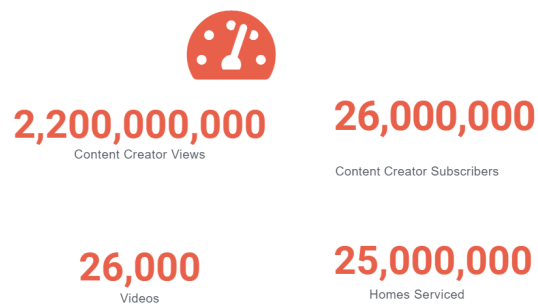 2,200,000,000
Content Creator Views
26,000,000
Content Creator Subscribers
26,000
Videos
25,000,000
Homes Serviced